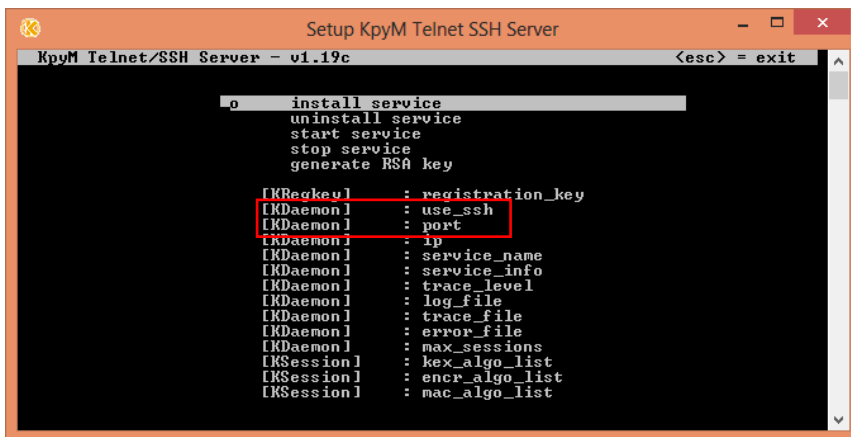 Setup KpyM Telnet SSH Server
KpyM Telnet/SSH Server - v1.19c <esc> = exit
o install service
uninstall service
start service
stop service
generate RSA key
[KRegkey] : registration_key
[KDaemon] : use_ssh
[KDaemon] : port
[KDaemon] : ip
[KDaemon] : service_name
[KDaemon] : service_info
[KDaemon] : trace_level
[KDaemon] : log_file
[KDaemon] : trace_file
[KDaemon] : error_file
[KDaemon] : max_sessions
[KSession] : kex_algo_list
[KSession] : encr_algo_list
[KSession] : mac_algo_list